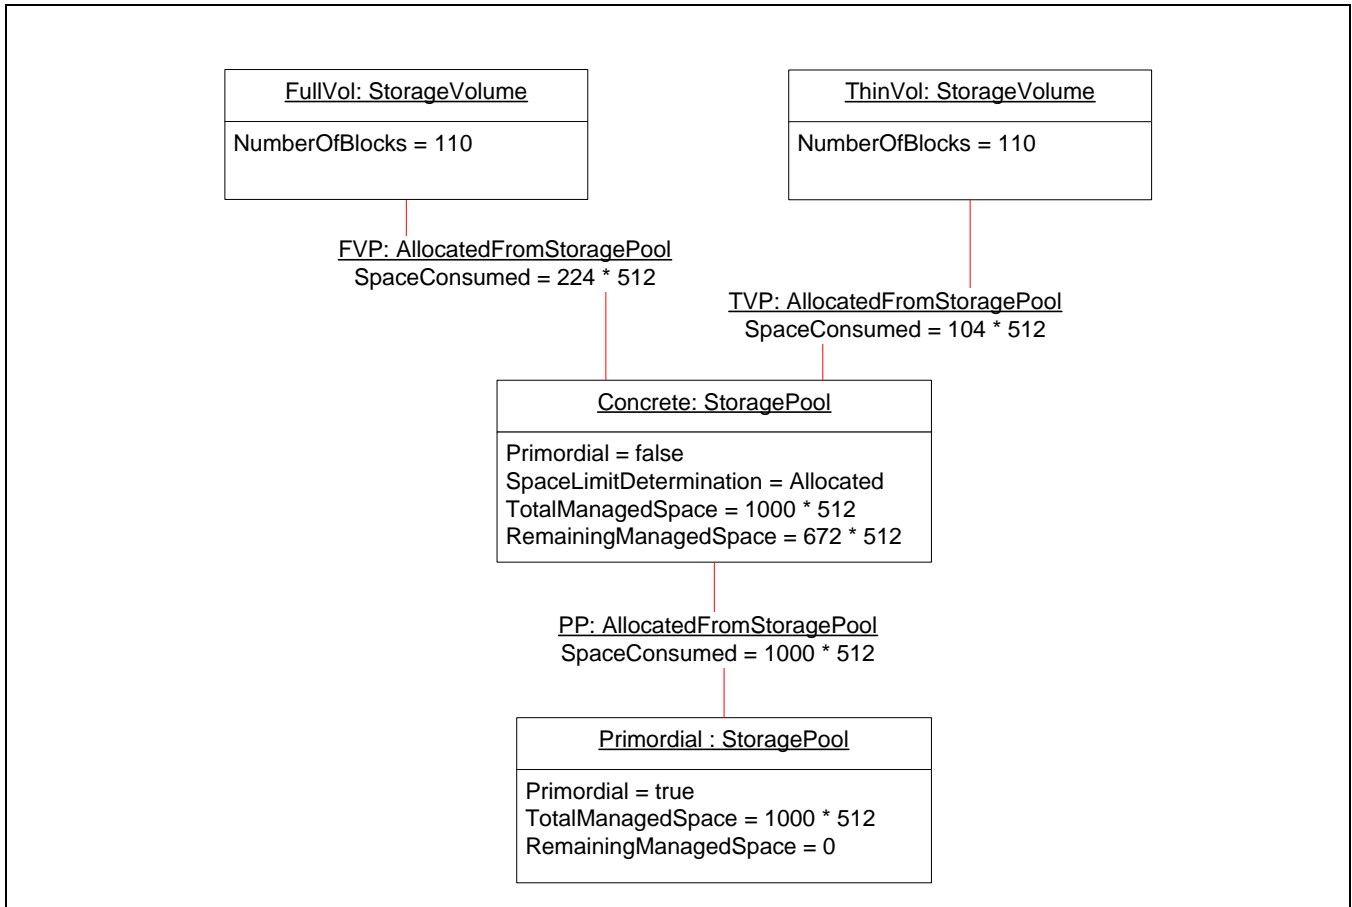 FullVol: StorageVolume
NumberOfBlocks = 110
ThinVol: StorageVolume
NumberOfBlocks = 110
FVP: AllocatedFromStoragePool
SpaceConsumed = 224 * 512
TVP: AllocatedFromStoragePool
SpaceConsumed = 104 * 512
Concrete: StoragePool
Primordial = false
SpaceLimitDetermination = Allocated
TotalManagedSpace = 1000 * 512
RemainingManagedSpace = 672 * 512
PP: AllocatedFromStoragePool
SpaceConsumed = 1000 * 512
Primordial : StoragePool
Primordial = true
TotalManagedSpace = 1000 * 512
RemainingManagedSpace = 0